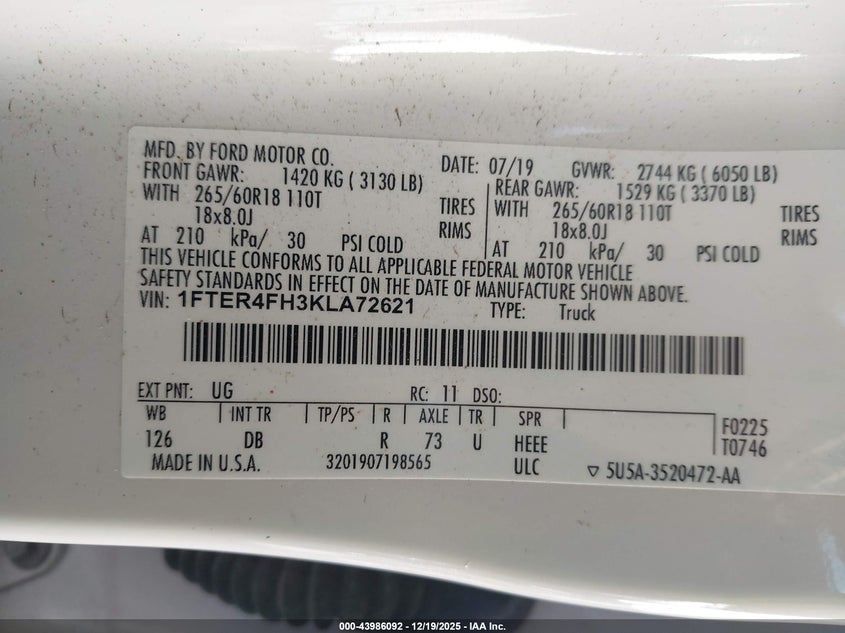 MFD. BY FORD MOTOR CO. DATE: 07/19 GVWR: 2744 KG ( 6050 LB)
FRONT GAWR: 1420 KG ( 3130 LB) REAR GAWR: 1529 KG ( 3370 LB)
WITH 265/60R18 110T TIRES WITH 265/60R18 110T TIRES
18x8.0J RIMS 18x8.0J RIMS
AT 210 kPa/ 30 PSI COLD AT 210 kPa/ 30 PSI COLD
THIS VEHICLE CONFORMS TO ALL APPLICABLE FEDERAL MOTOR VEHICLE
SAFETY STANDARDS IN EFFECT ON THE DATE OF MANUFACTURE SHOWN ABOVE.
VIN: 1FTER4FH3KLA72621 TYPE: Truck
EXT PNT: UG RC: 11 DSO:
WB INT TR TP/PS R AXLE TR SPR F0225
126 DB R 73 U HEEE T0746
MADE IN U.S.A. 3201907198565 ULC ▽ 5U5A-3520472-AA
000-43986092 - 12/19/2025 - IAA Inc.